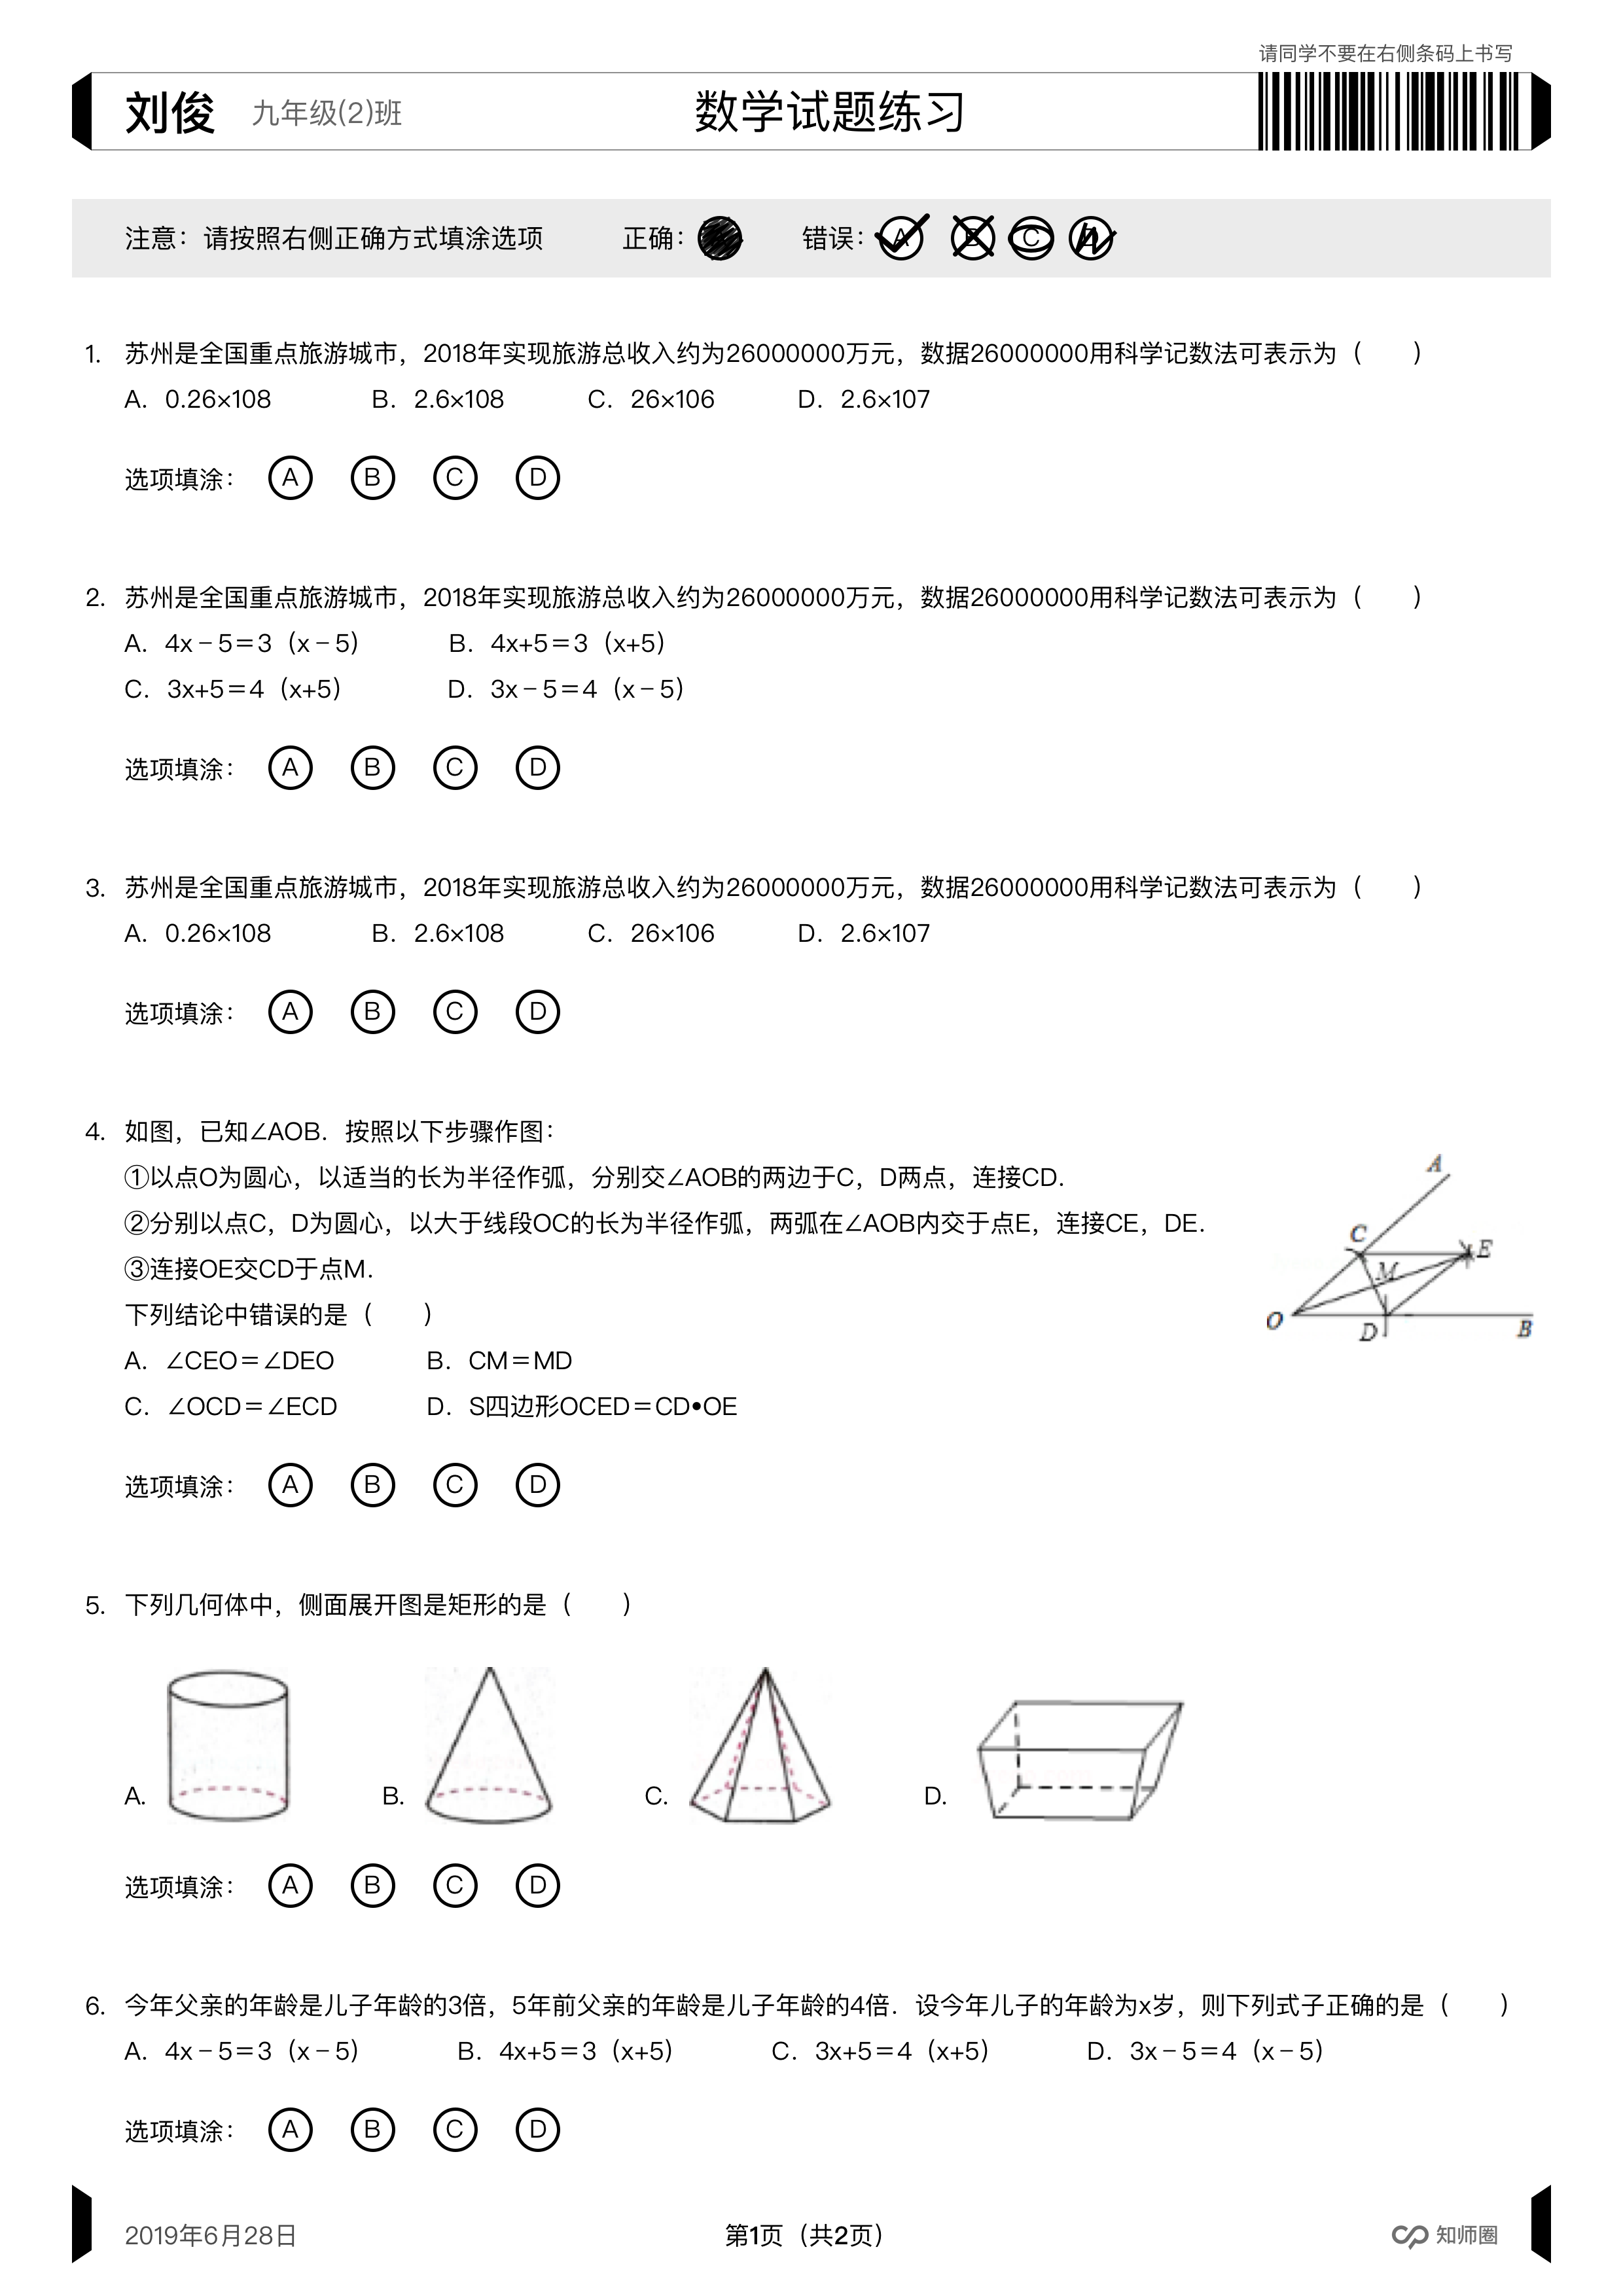 请同学不要在右侧条码上书写
刘俊 九年级(2)班 数学试题练习
注意：请按照右侧正确方式填涂选项 正确： 错误： A B C
1. 苏州是全国重点旅游城市，2018年实现旅游总收入约为26000000万元，数据26000000用科学记数法可表示为（　　）
A．0.26×108 B．2.6×108 C．26×106 D．2.6×107
选项填涂： A B C D
2. 苏州是全国重点旅游城市，2018年实现旅游总收入约为26000000万元，数据26000000用科学记数法可表示为（　　）
A．4x－5＝3（x－5） B．4x+5＝3（x+5）
C．3x+5＝4（x+5） D．3x－5＝4（x－5）
选项填涂： A B C D
3. 苏州是全国重点旅游城市，2018年实现旅游总收入约为26000000万元，数据26000000用科学记数法可表示为（　　）
A．0.26×108 B．2.6×108 C．26×106 D．2.6×107
选项填涂： A B C D
4. 如图，已知∠AOB．按照以下步骤作图：
①以点O为圆心，以适当的长为半径作弧，分别交∠AOB的两边于C，D两点，连接CD．
②分别以点C，D为圆心，以大于线段OC的长为半径作弧，两弧在∠AOB内交于点E，连接CE，DE．
③连接OE交CD于点M．
下列结论中错误的是（　　）
A．∠CEO＝∠DEO B．CM＝MD
C．∠OCD＝∠ECD D．S四边形OCED＝CD•OE
A
C E
M
O D B
选项填涂： A B C D
5. 下列几何体中，侧面展开图是矩形的是（　　）
A. B. C. D.
选项填涂： A B C D
6. 今年父亲的年龄是儿子年龄的3倍，5年前父亲的年龄是儿子年龄的4倍．设今年儿子的年龄为x岁，则下列式子正确的是（　　）
A．4x－5＝3（x－5） B．4x+5＝3（x+5） C．3x+5＝4（x+5） D．3x－5＝4（x－5）
选项填涂： A B C D
2019年6月28日 第1页（共2页） 知师圈